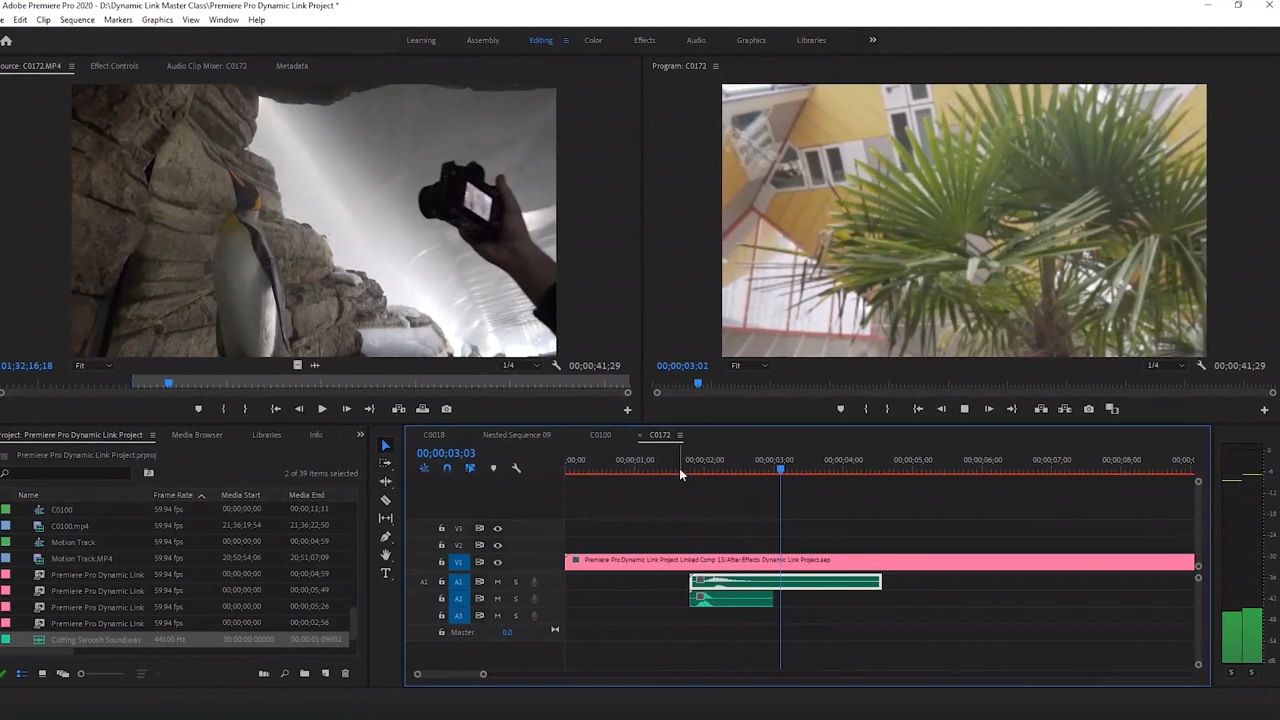 Adobe Premiere Pro 2020 - D:\Dynamic Link Master Class\Premiere Pro Dynamic Link Project *
Edit Clip Sequence Markers Graphics View Window Help
Learning Assembly Editing Effects Color Audio Graphics Libraries
ource: C0172.MP4 Effect Controls Audio Clip Mixer: C0172 Metadata
Program: C0172
01;32;16;18 Fit 1/4 00;00;41;29
00;00;03;02 Fit 1/4 00;00;41;29
Project: Premiere Pro Dynamic Link Project Media Browser Libraries Info
Premiere Pro Dynamic Link Project.prproj
2 of 39 items selected
Name Frame Rate Media Start Media End
C0100 59.94 fps 00;00;00;00 00;00;11;11
C0100.mp4 59.94 fps 21;36;19;54 21;36;22;50
Motion Track 59.94 fps 00;00;00;00 00;00;04;59
Motion Track.MP4 59.94 fps 20;50;54;06 20;51;07;09
Premiere Pro Dynamic Link 59.94 fps 00;00;00;00 00;00;04;59
Premiere Pro Dynamic Link 59.94 fps 00;00;00;00 00;00;05;26
Premiere Pro Dynamic Link 59.94 fps 00;00;00;00 00;00;05;26
Premiere Pro Dynamic Link 59.94 fps 00;00;00;00 00;00;02;56
Cutting Swoosh Sound.wav 44100 Hz 00:00:00:00000 00:00:01:09602
C0018 Nested Sequence 09 C0100 C0172
00;00;03;03
;00;00 00;00;01;00 00;00;02;00 00;00;03;00 00;00;04;00 00;00;05;00 00;00;06;00 00;00;07;00 00;00;08;00 00;00;(
V3
V2
V1 Premiere Pro Dynamic Link Project Linked Comp 13/After Effects Dynamic Link Project.aep
A1 A1 M S
A2 M S
A3 M S
Master 0.0
0
-6
-12
-18
-24
-30
-36
-42
-48
-54
dB
S S